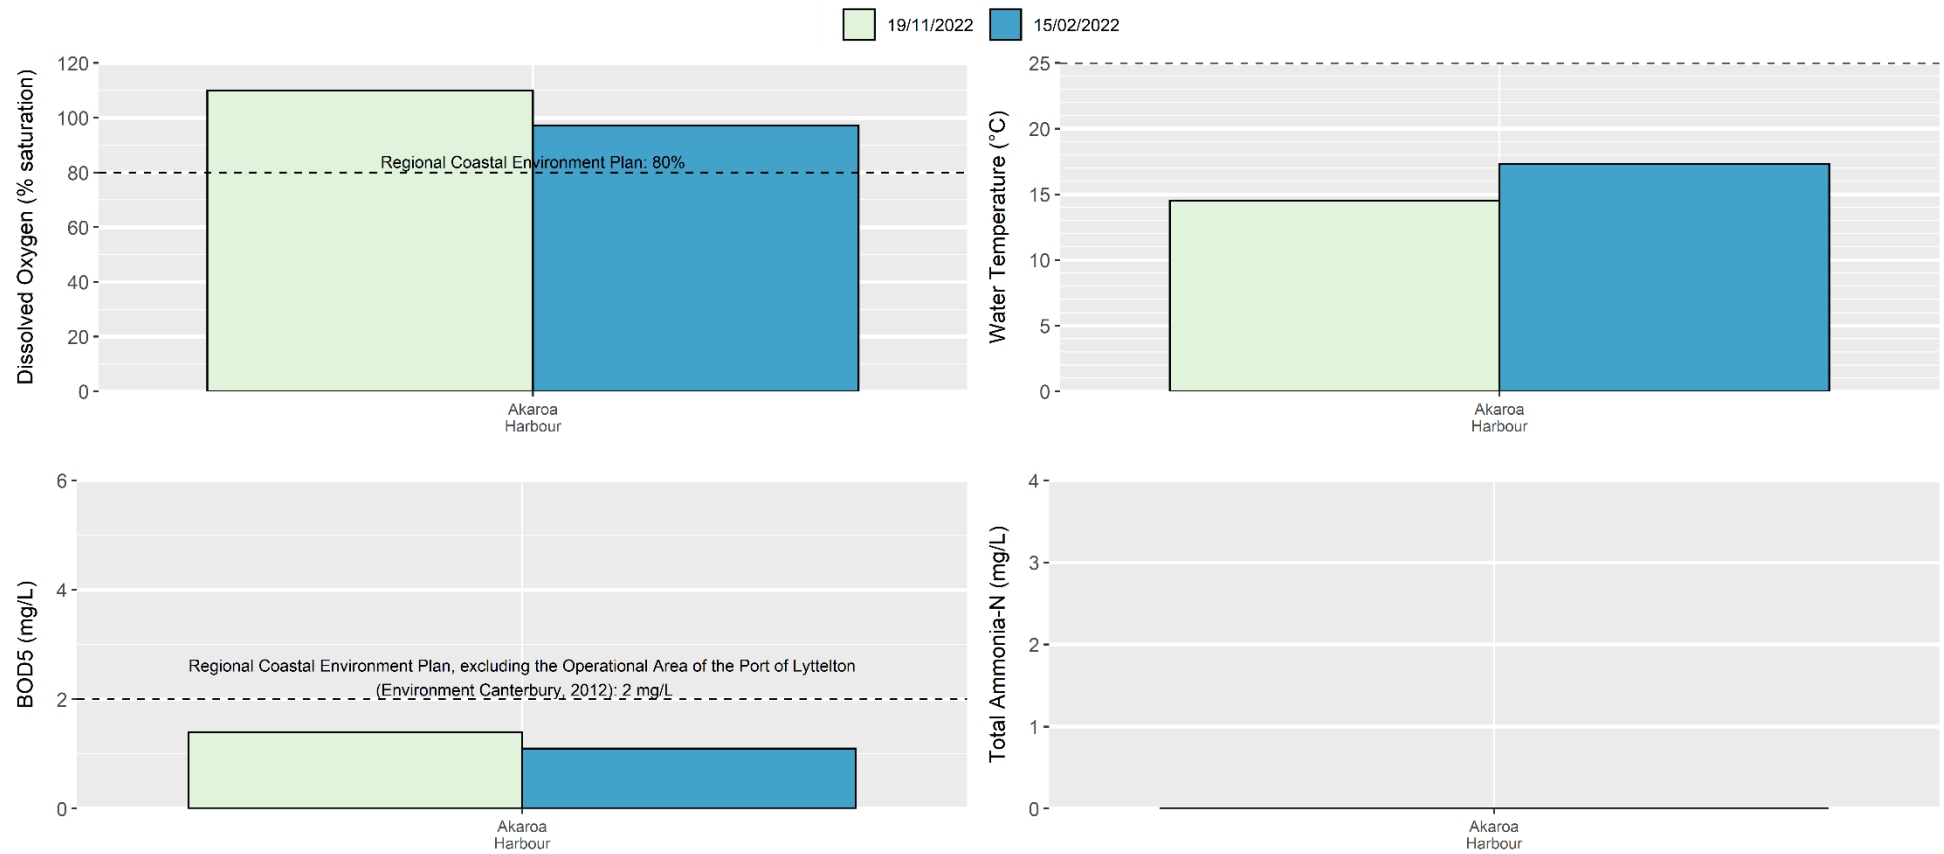 19/11/2022 15/02/2022
Dissolved Oxygen (% saturation)
120
100
80
60
40
20
0
Regional Coastal Environment Plan: 80%
Akaroa
Harbour
Water Temperature (°C)
25
20
15
10
5
0
Akaroa
Harbour
BOD5 (mg/L)
6
4
2
0
Regional Coastal Environment Plan, excluding the Operational Area of the Port of Lyttelton
(Environment Canterbury, 2012): 2 mg/L
Akaroa
Harbour
Total Ammonia-N (mg/L)
4
3
2
1
0
Akaroa
Harbour